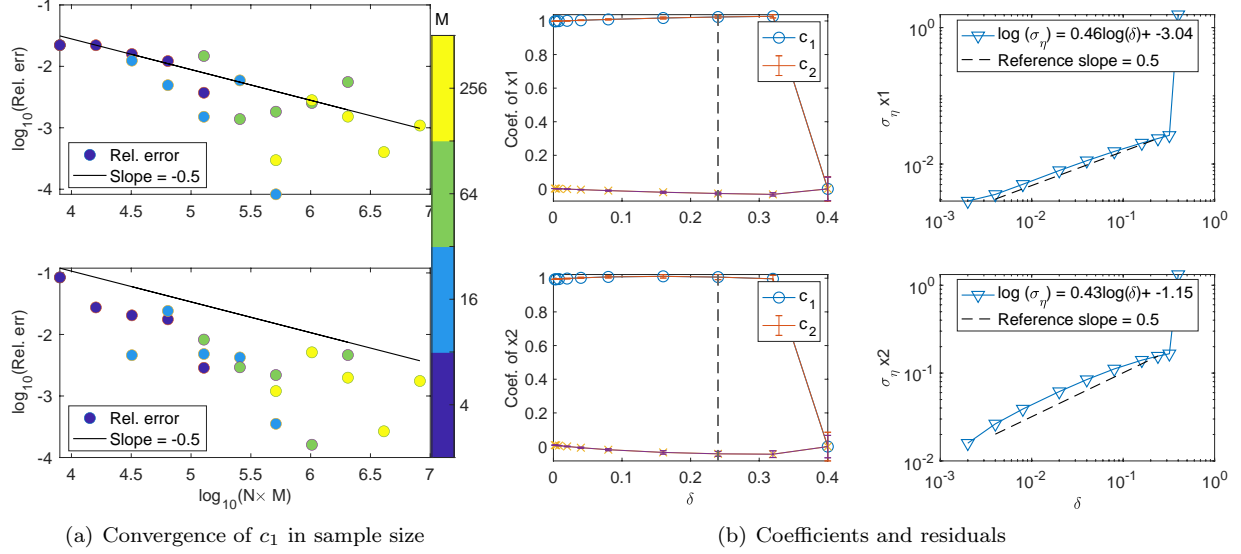 M
log10(Rel. err)
-1
-2
-3
-4
Rel. error
Slope = -0.5
4 4.5 5 5.5 6 6.5 7
256
64
16
4
log10(Rel. err)
-1
-2
-3
-4
Rel. error
Slope = -0.5
4 4.5 5 5.5 6 6.5 7
log10(N× M)
(a) Convergence of c1 in sample size
Coef. of x1
1
0.8
0.6
0.4
0.2
0
c1
c2
0 0.1 0.2 0.3 0.4
Coef. of x2
1
0.8
0.6
0.4
0.2
0
c1
c2
0 0.1 0.2 0.3 0.4
δ
ση x1
10^0
10^-2
log (ση) = 0.46log(δ)+ -3.04
Reference slope = 0.5
10^-3 10^-2 10^-1 10^0
ση x2
10^0
10^-1
10^-2
log (ση) = 0.43log(δ)+ -1.15
Reference slope = 0.5
10^-3 10^-2 10^-1 10^0
δ
(b) Coefficients and residuals